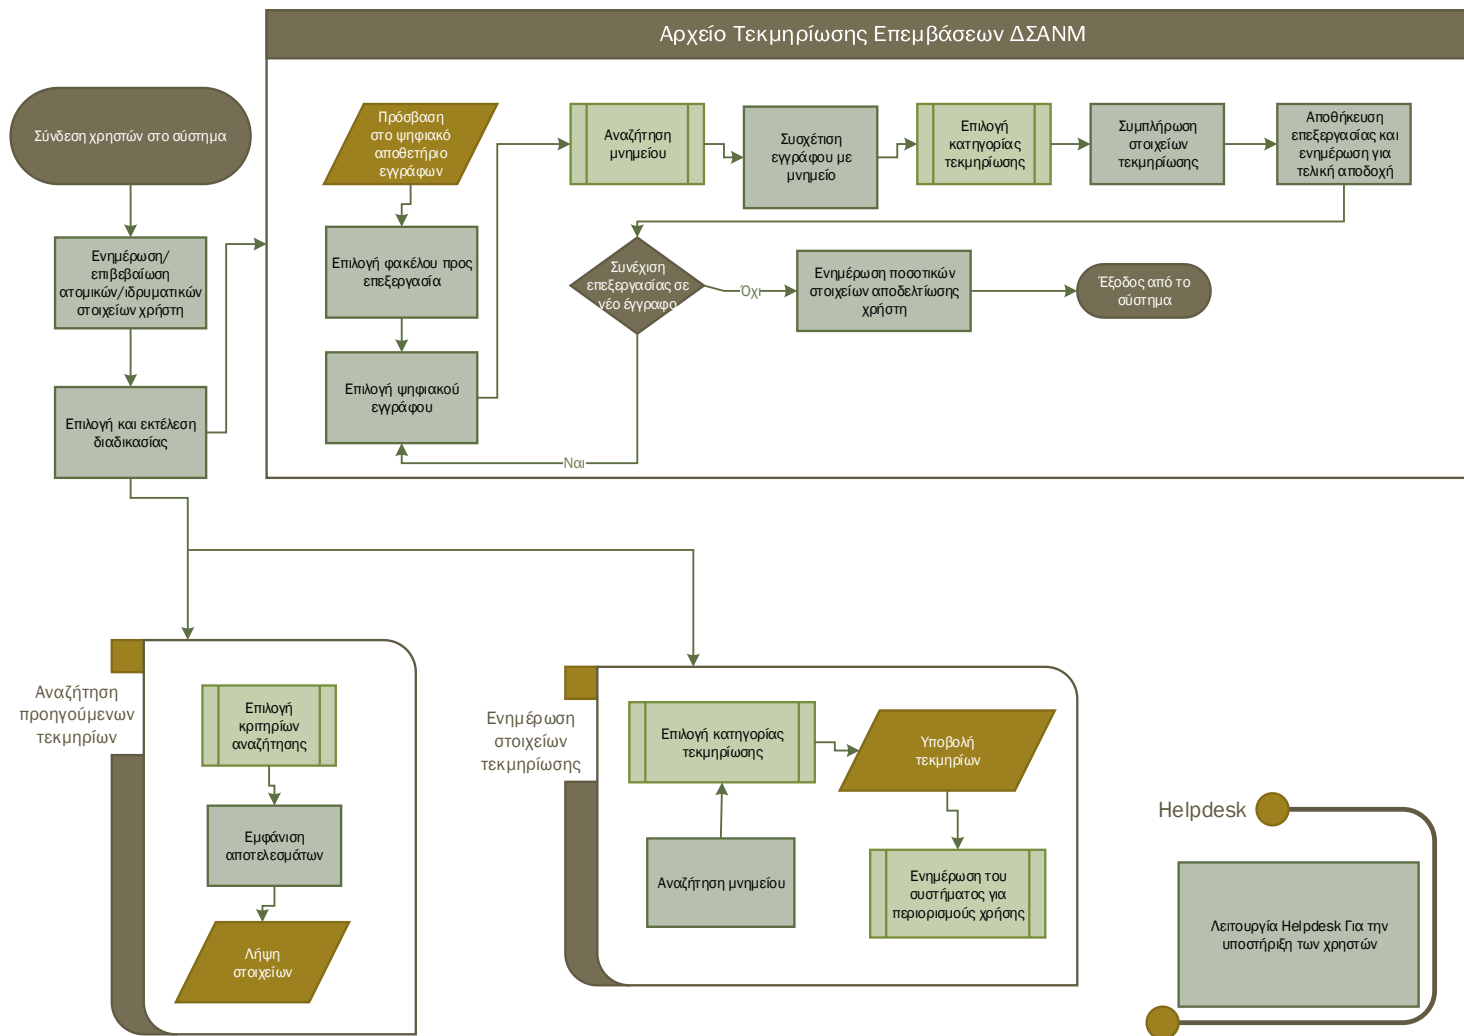 Αρχείο Τεκμηρίωσης Επεμβάσεων ΔΣΑΝΜ
Σύνδεση χρηστών στο σύστημα
Ενημέρωση/
επιβεβαίωση
ατομικών/ιδρυματικών
στοιχείων χρήστη
Επιλογή και εκτέλεση
διαδικασίας
Πρόσβαση
στο ψηφιακό
αποθετήριο
εγγράφων
Επιλογή φακέλου προς
επεξεργασία
Επιλογή ψηφιακού
εγγράφου
Αναζήτηση
μνημείου
Συσχέτιση
εγγράφου με
μνημείο
Επιλογή
κατηγορίας
τεκμηρίωσης
Συμπλήρωση
στοιχείων
τεκμηρίωσης
Αποθήκευση
επεξεργασίας και
ενημέρωση για
τελική αποδοχή
Συνέχιση
επεξεργασίας σε
νέο έγγραφο
Όχι
Ενημέρωση ποσοτικών
στοιχείων αποδελτίωσης
χρήστη
Έξοδος από το
σύστημα
Ναι
Αναζήτηση
προηγούμενων
τεκμηρίων
Επιλογή
κριτηρίων
αναζήτησης
Εμφάνιση
αποτελεσμάτων
Λήψη
στοιχείων
Ενημέρωση
στοιχείων
τεκμηρίωσης
Επιλογή κατηγορίας
τεκμηρίωσης
Υποβολή
τεκμηρίων
Αναζήτηση μνημείου
Ενημέρωση του
συστήματος για
περιορισμούς χρήσης
Helpdesk
Λειτουργία Helpdesk Για την
υποστήριξη των χρηστών